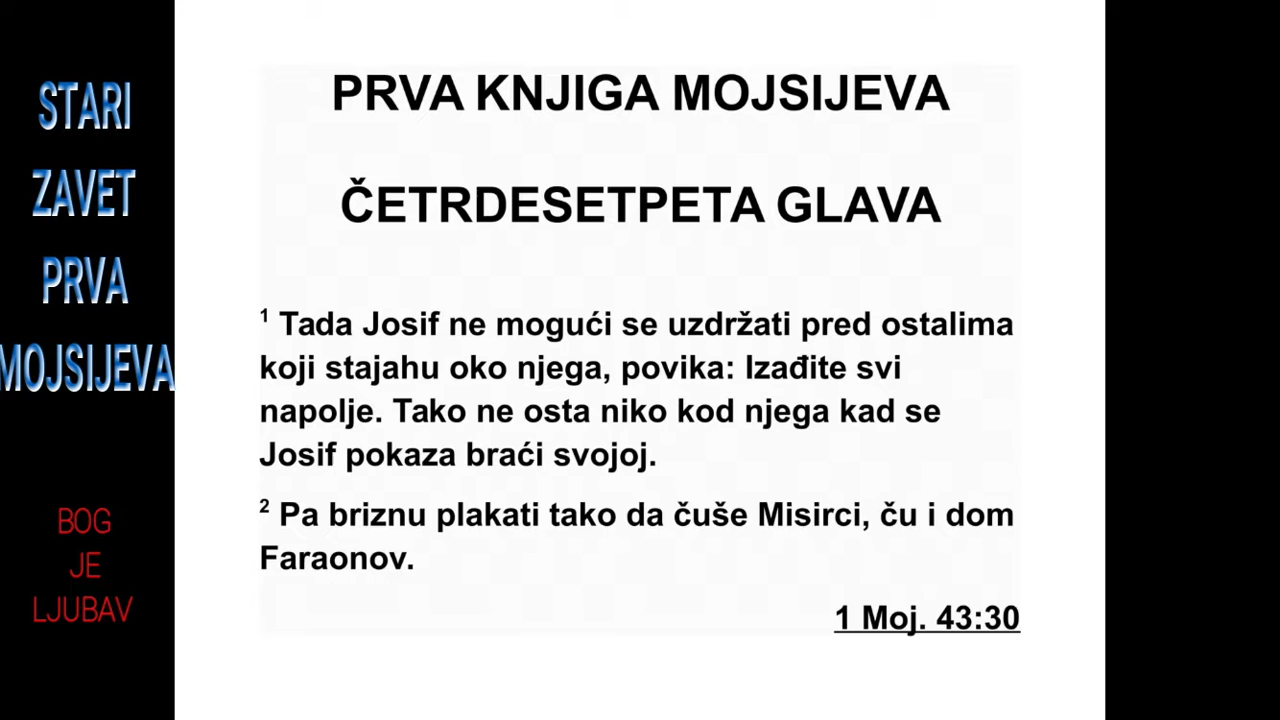 STARI
ZAVET
PRVA
MOJSIJEVA
BOG
JE
LJUBAV
PRVA KNJIGA MOJSIJEVA
ČETRDESETPETA GLAVA
1 Tada Josif ne mogući se uzdržati pred ostalima
koji stajahu oko njega, povika: Izađite svi
napolje. Tako ne osta niko kod njega kad se
Josif pokaza braći svojoj.
2 Pa briznu plakati tako da čuše Misirci, ču i dom
Faraonov.
1 Moj. 43:30